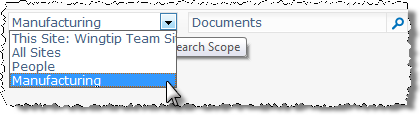 Manufacturing Documents
This Site: Wingtip Team Si
All Sites
earch Scope
People
Manufacturing